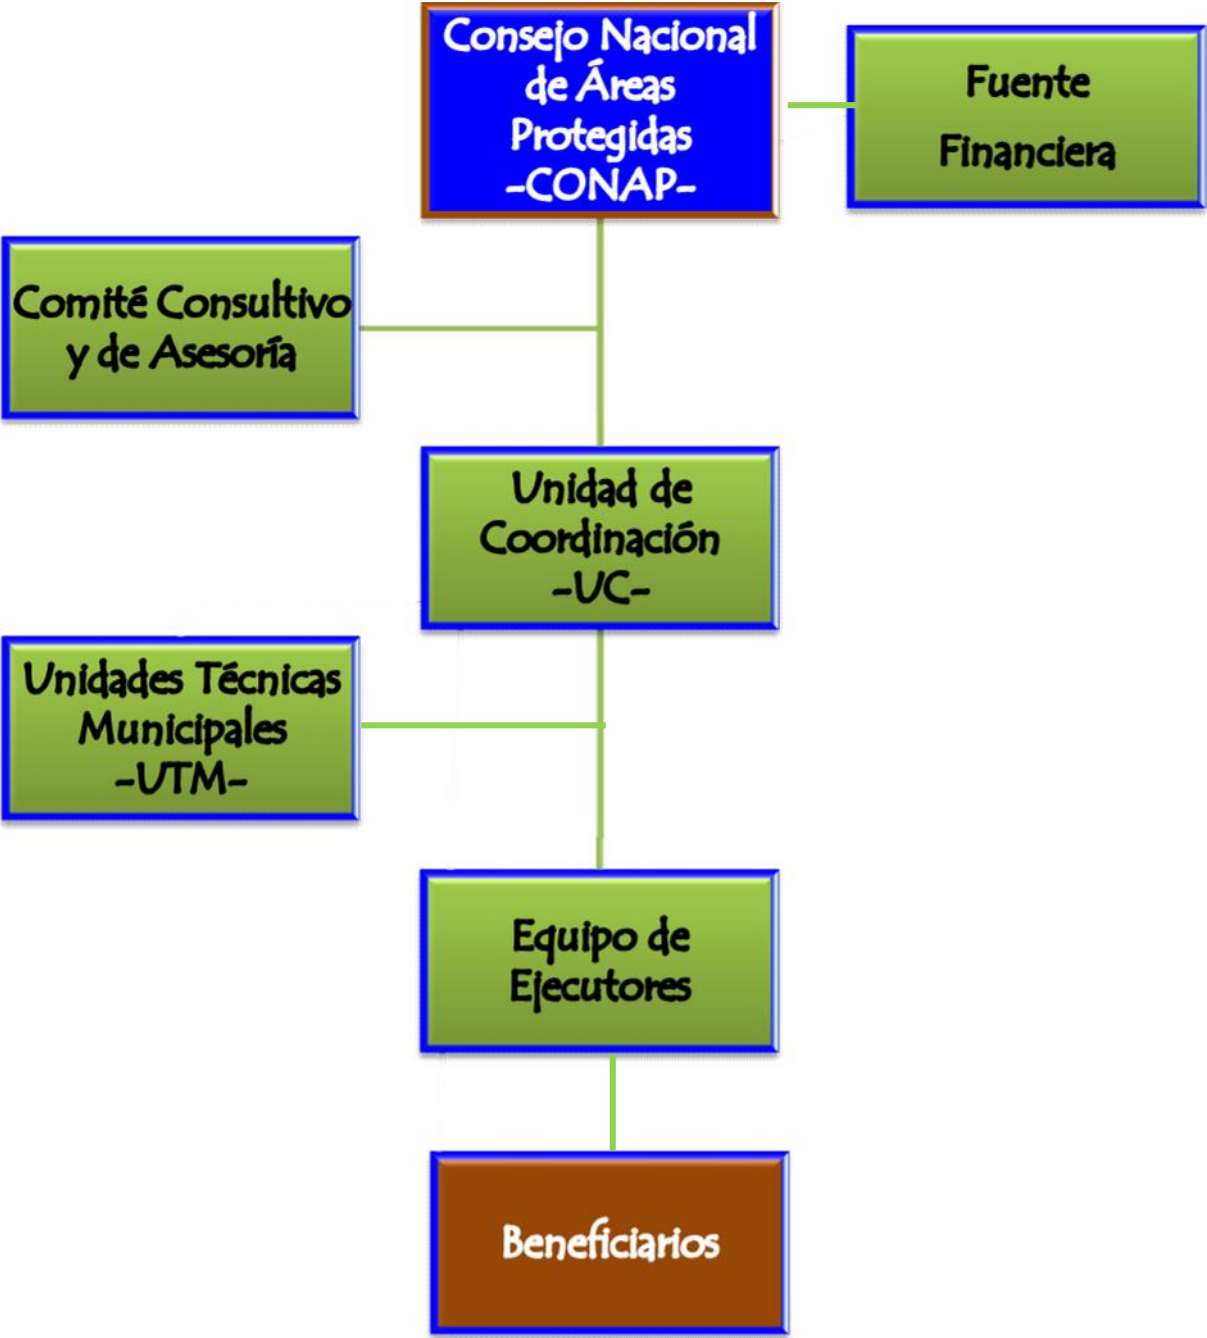 Consejo Nacional
de Áreas
Protegidas
-CONAP-
Fuente
Financiera
Comité Consultivo
y de Asesoría
Unidad de
Coordinación
-UC-
Unidades Técnicas
Municipales
-UTM-
Equipo de
Ejecutores
Beneficiarios